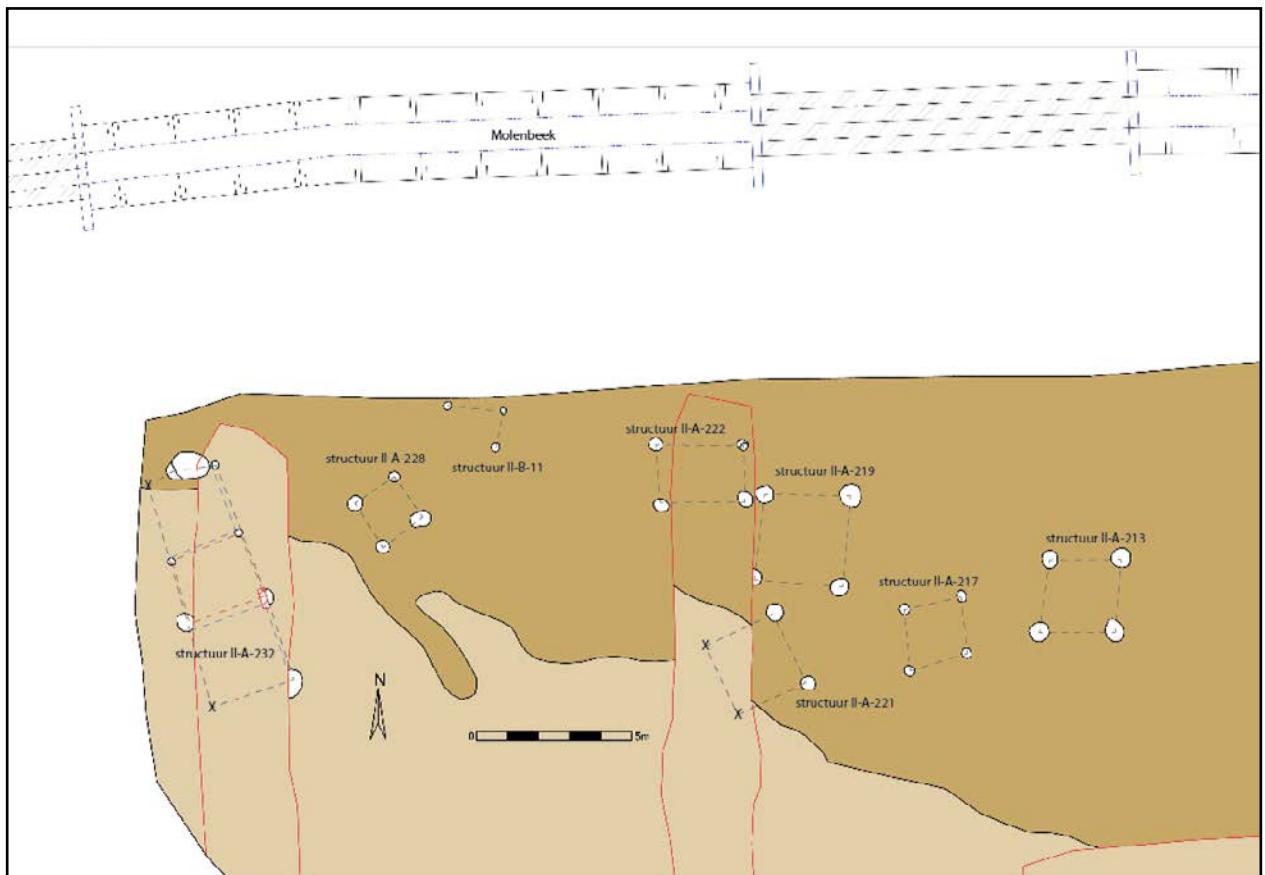 Molenbeek
structuur II-A-222
structuur II-A-228
structuur II-B-11
structuur II-A-219
structuur II-A-213
structuur II-A-217
structuur II-A-232
N
X
X
X
X
structuur II-A-221
0 5m